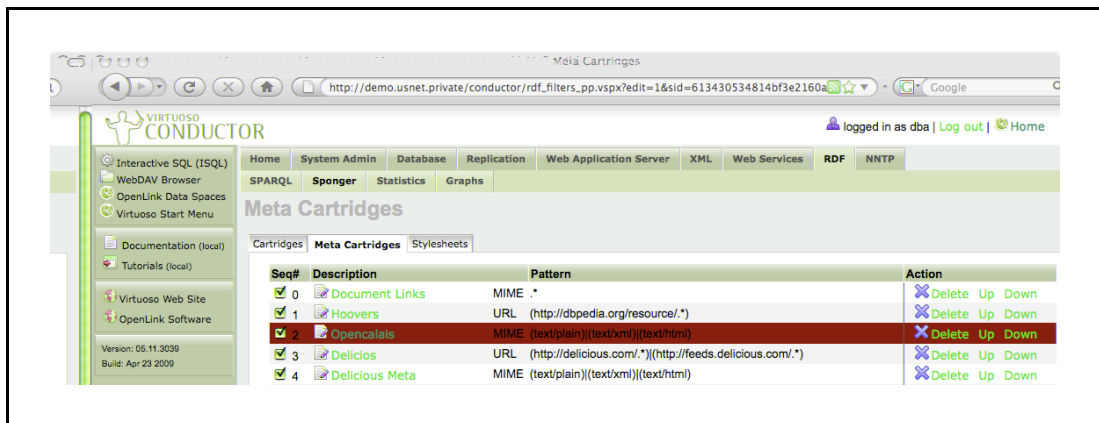 Meta Cartridges
http://demo.usnet.private/conductor/rdf_filters_pp.vspx?edit=1&sid=613430534814bf3e2160a
Google
VIRTUOSO
CONDUCTOR
logged in as dba | Log out | Home
Interactive SQL (ISQL)
WebDAV Browser
OpenLink Data Spaces
Virtuoso Start Menu
Documentation (local)
Tutorials (local)
Virtuoso Web Site
OpenLink Software
Version: 05.11.3039
Build: Apr 23 2009
Home System Admin Database Replication Web Application Server XML Web Services RDF NNTP
SPARQL Sponger Statistics Graphs
Meta Cartridges
Cartridges Meta Cartridges Stylesheets
Seq# Description Pattern Action
0 Document Links MIME .* Delete Up Down
1 Hoovers URL (http://dbpedia.org/resource/.*) Delete Up Down
2 Opencalais MIME (text/plain)|(text/xml)|(text/html) Delete Up Down
3 Delicios URL (http://delicious.com/.*)|(http://feeds.delicious.com/.*) Delete Up Down
4 Delicious Meta MIME (text/plain)|(text/xml)|(text/html) Delete Up Down